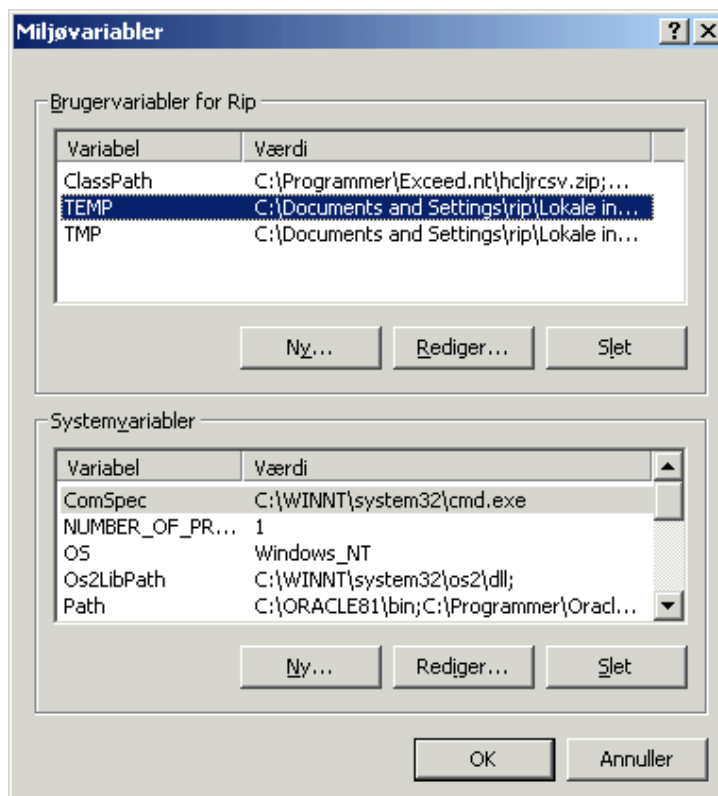 Miljøvariabler
Brugervariabler for Rip
Variabel Værdi
ClassPath C:\Programmer\Exceed.nt\hcljrcsv.zip;...
TEMP C:\Documents and Settings\rip\Lokale in...
TMP C:\Documents and Settings\rip\Lokale in...
Ny... Rediger... Slet
Systemvariabler
Variabel Værdi
ComSpec C:\WINNT\system32\cmd.exe
NUMBER_OF_PR... 1
OS Windows_NT
Os2LibPath C:\WINNT\system32\os2\dll;
Path C:\ORACLE81\bin;C:\Programmer\Oracl...
Ny... Rediger... Slet
OK Annuller